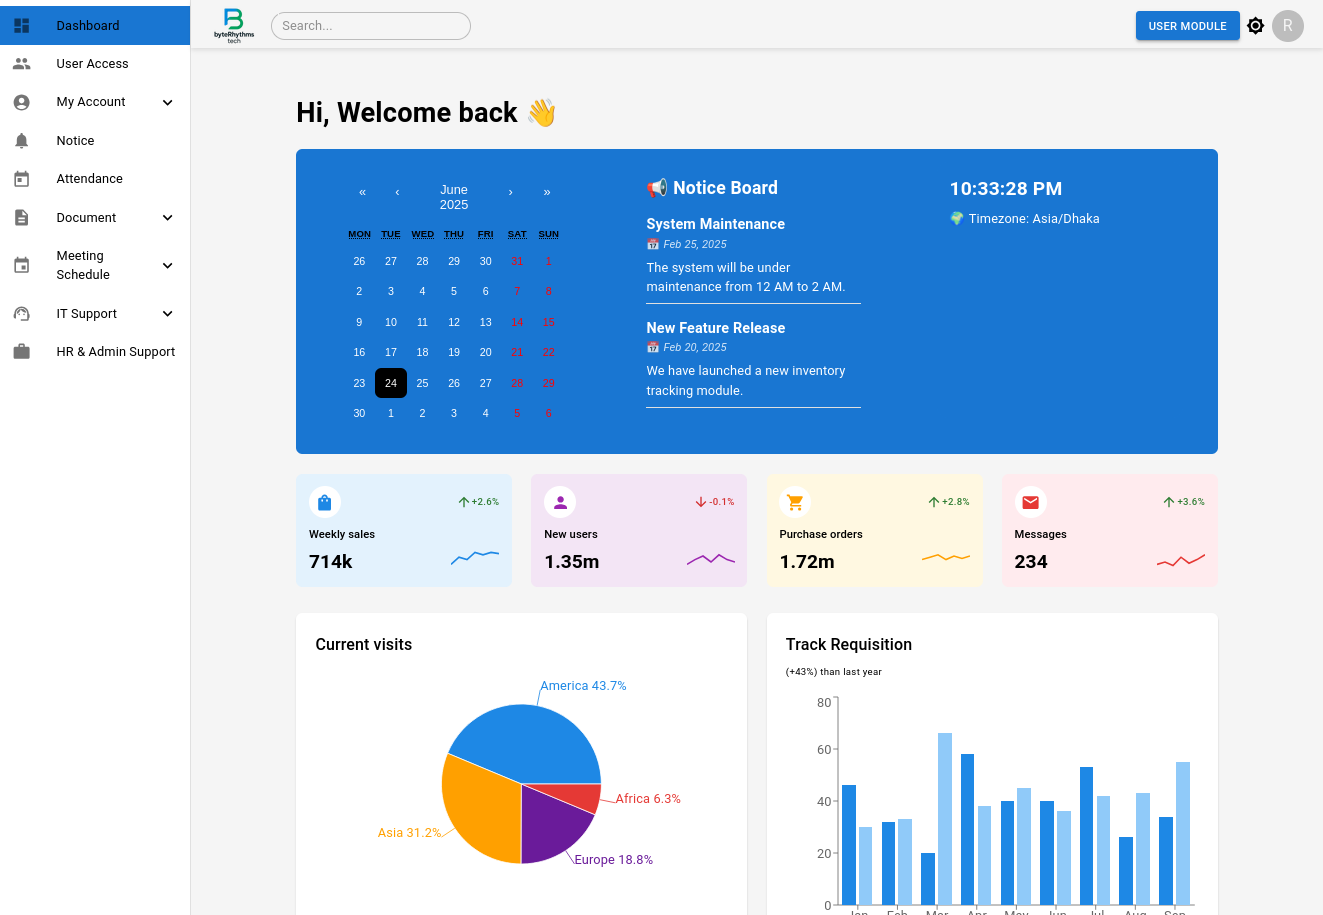 Dashboard
User Access
My Account
Notice
Attendance
Document
Meeting
Schedule
IT Support
HR & Admin Support
byteRhythms
tech
Search...
USER MODULE
R
Hi, Welcome back 👋
« ‹ June 2025 › »
MON TUE WED THU FRI SAT SUN
26 27 28 29 30 31 1
2 3 4 5 6 7 8
9 10 11 12 13 14 15
16 17 18 19 20 21 22
23 24 25 26 27 28 29
30 1 2 3 4 5 6
📢 Notice Board
System Maintenance
📅 Feb 25, 2025
The system will be under
maintenance from 12 AM to 2 AM.
New Feature Release
📅 Feb 20, 2025
We have launched a new inventory
tracking module.
10:33:28 PM
🌍 Timezone: Asia/Dhaka
+2.6%
Weekly sales
714k
-0.1%
New users
1.35m
+2.8%
Purchase orders
1.72m
+3.6%
Messages
234
Current visits
America 43.7%
Africa 6.3%
Asia 31.2%
Europe 18.8%
Track Requisition
(+43%) than last year
80
60
40
20
0
Jan Feb Mar Apr May Jun Jul Aug Sep